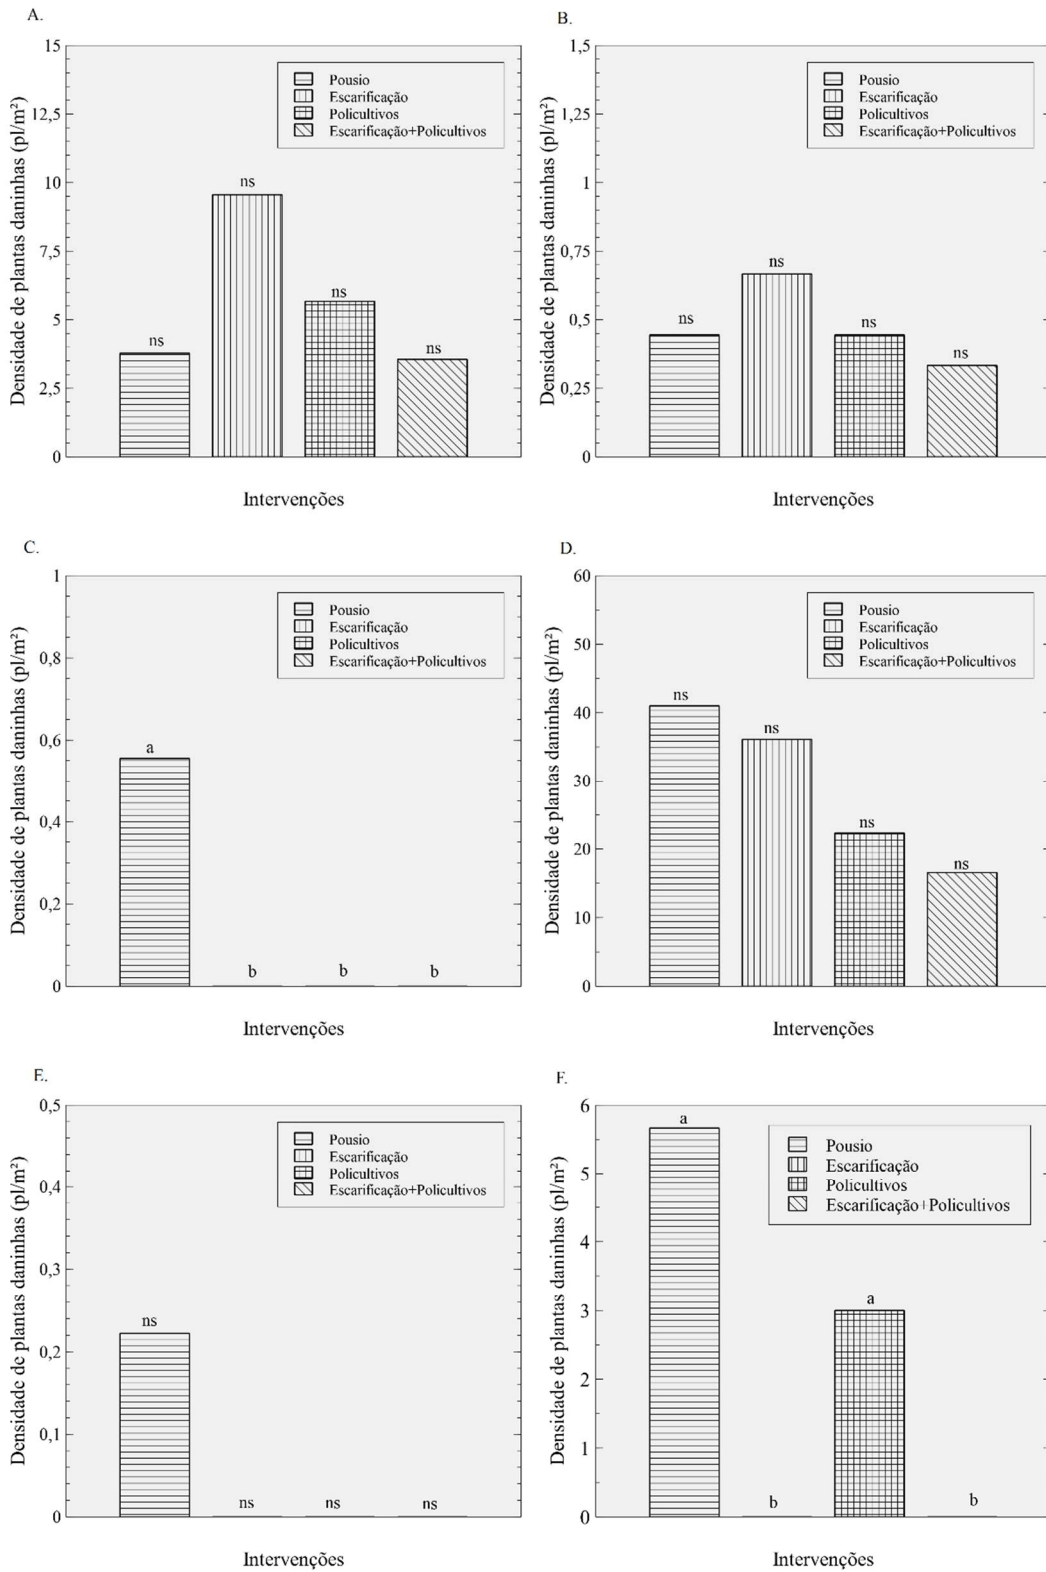 A.
Densidade de plantas daninhas (pl/m²)
15
12,5
10
7,5
5
2,5
0
Pousio
Escarificação
Policultivos
Escarificação+Policultivos
ns
ns
ns
ns
Intervenções
B.
Densidade de plantas daninhas (pl/m²)
1,5
1,25
1
0,75
0,5
0,25
0
Pousio
Escarificação
Policultivos
Escarificação+Policultivos
ns
ns
ns
ns
Intervenções
C.
Densidade de plantas daninhas (pl/m²)
1
0,8
0,6
0,4
0,2
0
Pousio
Escarificação
Policultivos
Escarificação+Policultivos
a
b
b
b
Intervenções
D.
Densidade de plantas daninhas (pl/m²)
60
50
40
30
20
10
0
Pousio
Escarificação
Policultivos
Escarificação+Policultivos
ns
ns
ns
ns
Intervenções
E.
Densidade de plantas daninhas (pl/m²)
0,5
0,4
0,3
0,2
0,1
0
Pousio
Escarificação
Policultivos
Escarificação+Policultivos
ns
ns
ns
ns
Intervenções
F.
Densidade de plantas daninhas (pl/m²)
6
5
4
3
2
1
0
Pousio
Escarificação
Policultivos
Escarificação+Policultivos
a
b
a
b
Intervenções